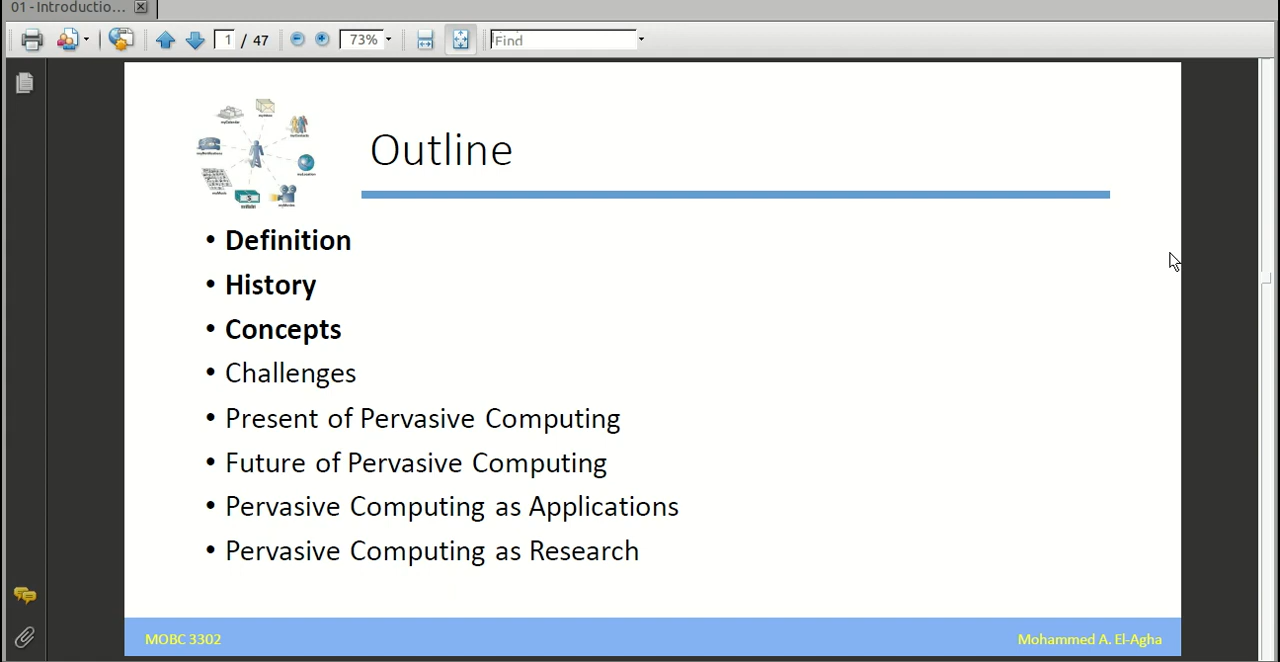 01 - Introductio...
1 / 47
73%
Find
Outline
• Definition
• History
• Concepts
• Challenges
• Present of Pervasive Computing
• Future of Pervasive Computing
• Pervasive Computing as Applications
• Pervasive Computing as Research
MOBC 3302
Mohammed A. El-Agha